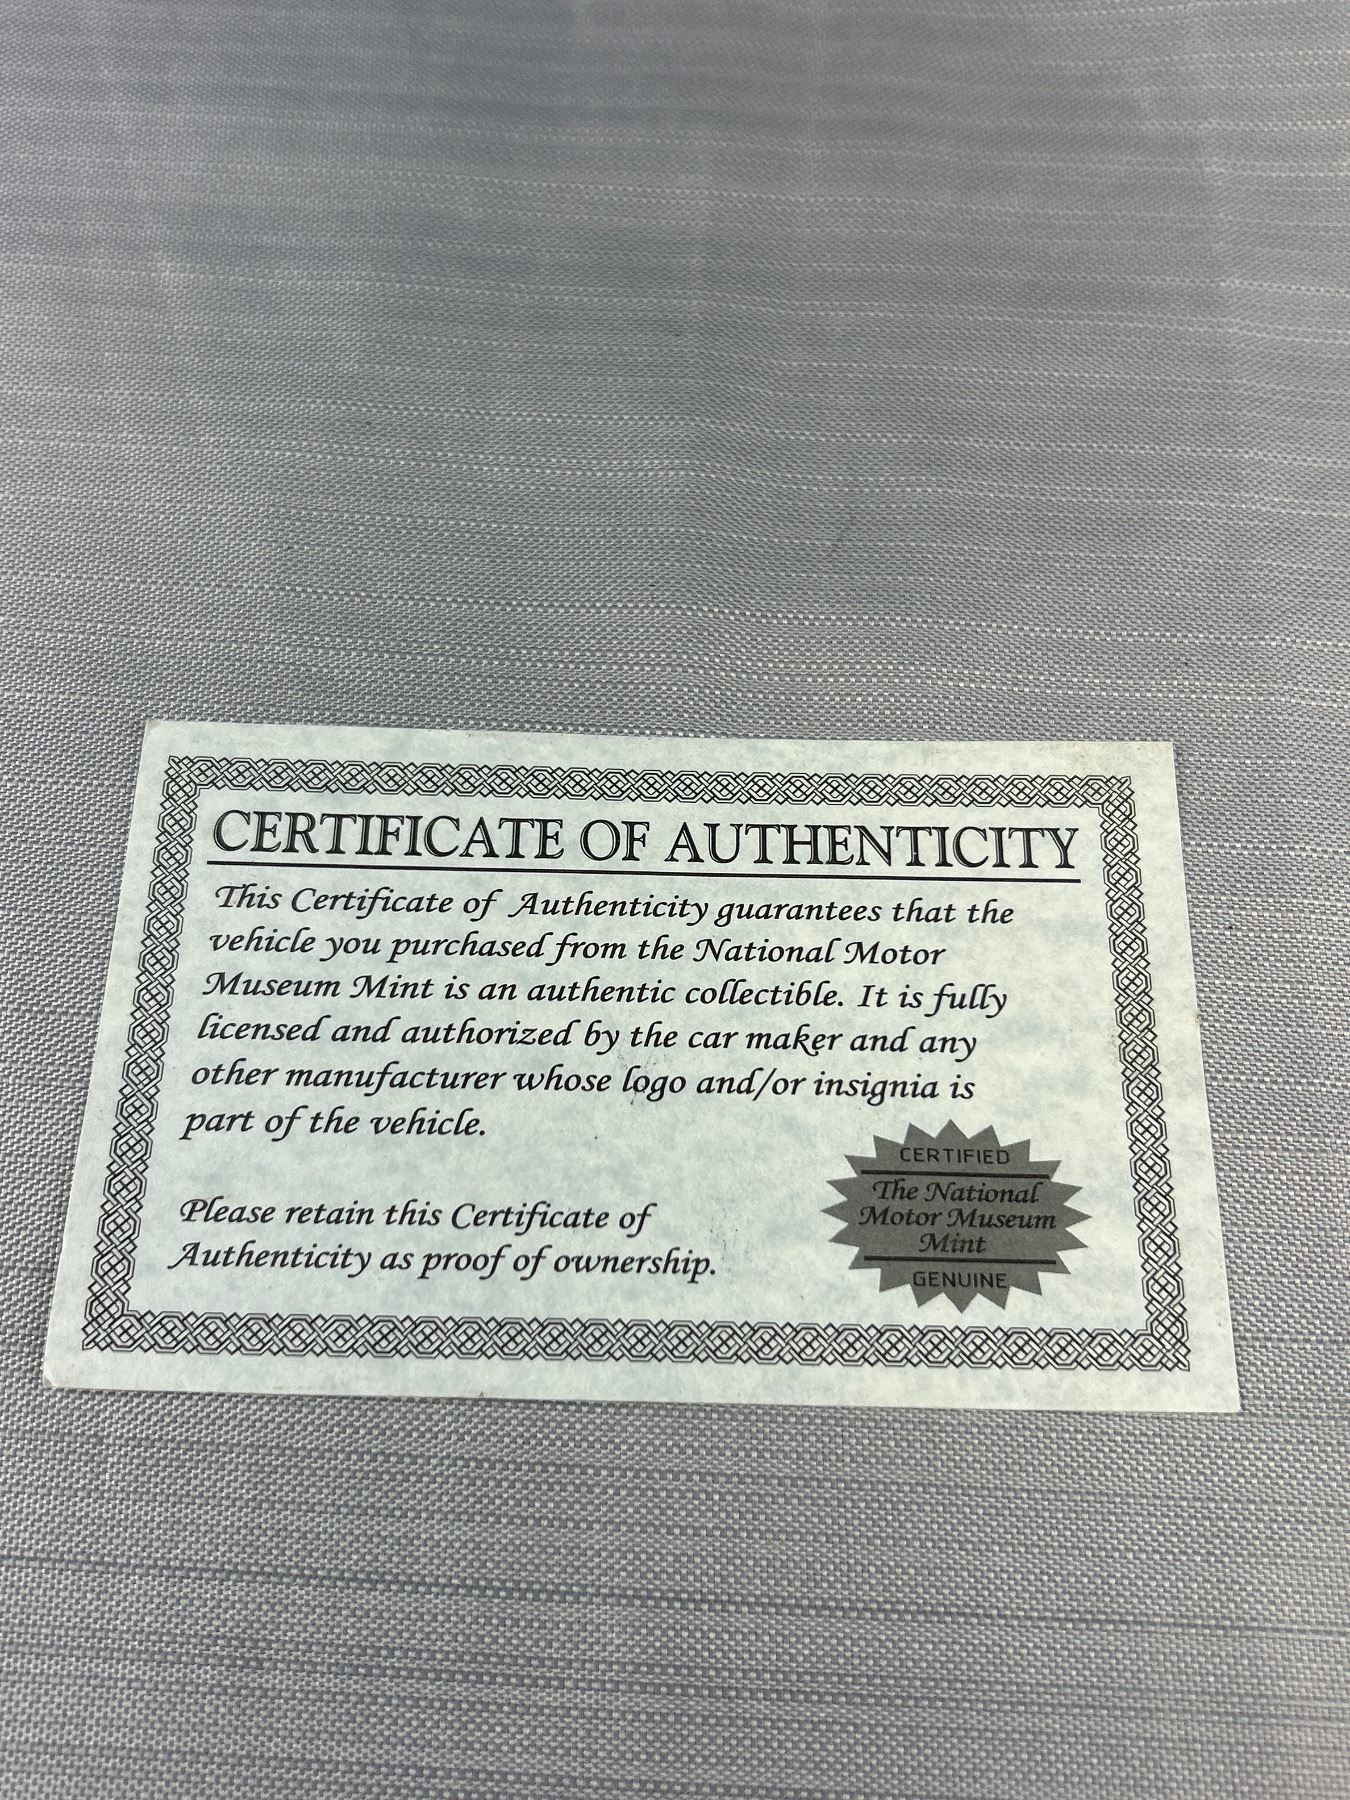 CERTIFICATE OF AUTHENTICITY
This Certificate of Authenticity guarantees that the
vehicle you purchased from the National Motor
Museum Mint is an authentic collectible. It is fully
licensed and authorized by the car maker and any
other manufacturer whose logo and/or insignia is
part of the vehicle.
Please retain this Certificate of
Authenticity as proof of ownership.
CERTIFIED
The National
Motor Museum
Mint
GENUINE